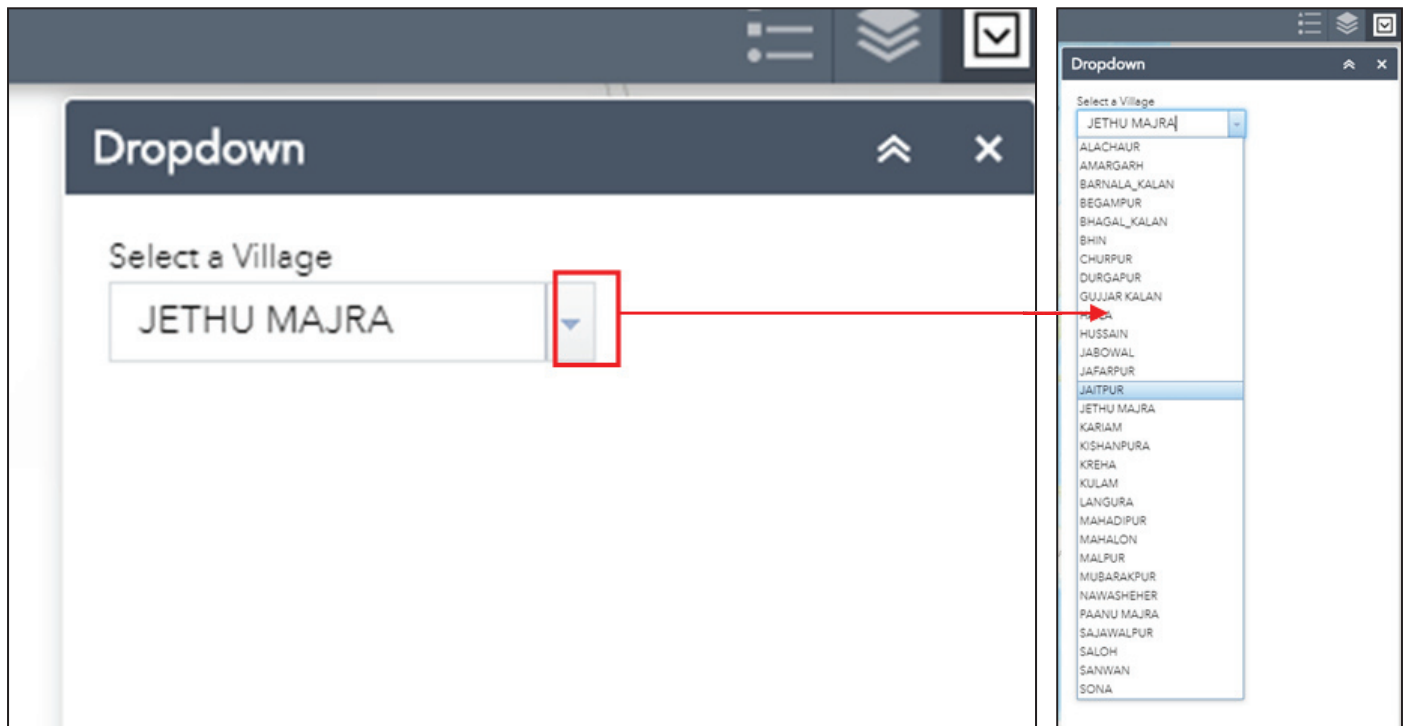 Dropdown
Select a Village
JETHU MAJRA
Dropdown
Select a Village
JETHU MAJRA
ALACHAUR
AMARGARH
BARNALA_KALAN
BEGAMPUR
BHAGAL_KALAN
BHIN
CHURPUR
DURGAPUR
GUJJAR KALAN
HUSSAIN
JABOWAL
JAFARPUR
JAITPUR
JETHU MAJRA
KARIAM
KISHANPURA
KREHA
KULAM
LANGURA
MAHADIPUR
MAHALON
MALPUR
MUBARAKPUR
NAWASHEHER
PAANU MAJRA
SAJAWALPUR
SALOH
SANWAN
SONA